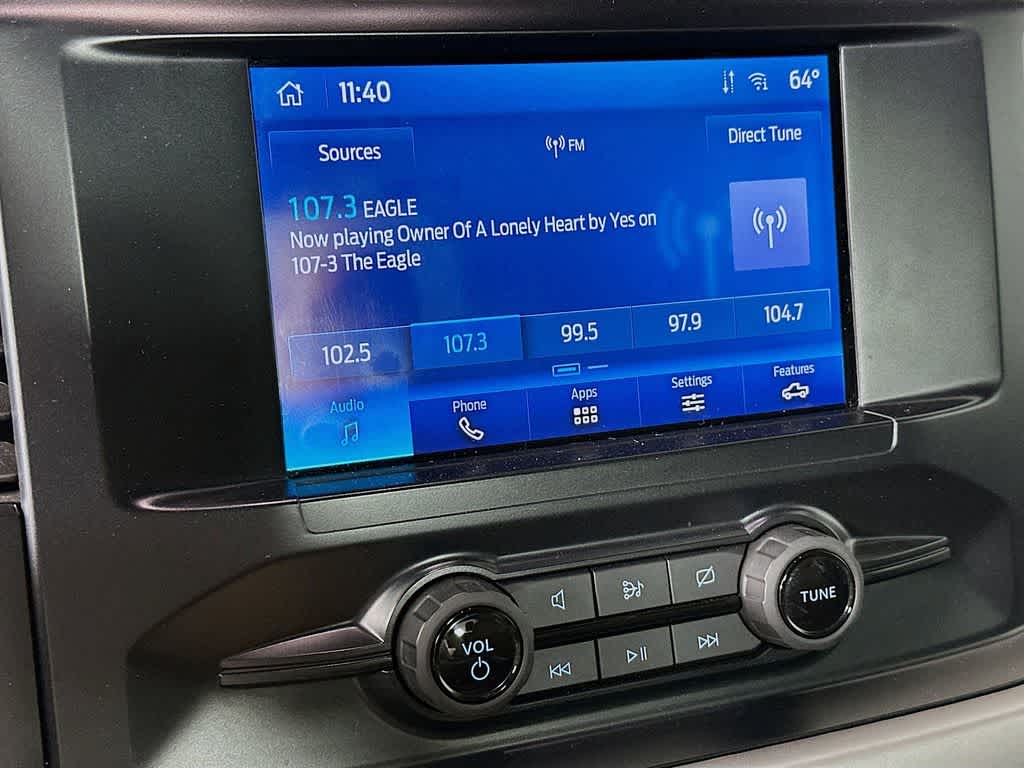 11:40
64°
Sources
FM
Direct Tune
107.3 EAGLE
Now playing Owner Of A Lonely Heart by Yes on
107-3 The Eagle
102.5
107.3
99.5
97.9
104.7
Audio
Phone
Apps
Settings
Features
VOL
TUNE